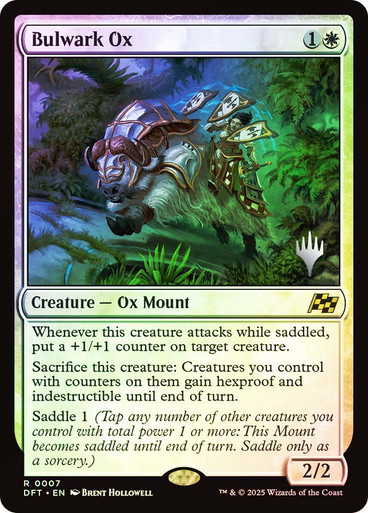 Bulwark Ox 1
Creature — Ox Mount
Whenever this creature attacks while saddled,
put a +1/+1 counter on target creature.
Sacrifice this creature: Creatures you control
with counters on them gain hexproof and
indestructible until end of turn.
Saddle 1 (Tap any number of other creatures you
control with total power 1 or more: This Mount
becomes saddled until end of turn. Saddle only as
a sorcery.)
2/2
R 0007
DFT • EN Brent Hollowell
™ & © 2025 Wizards of the Coast